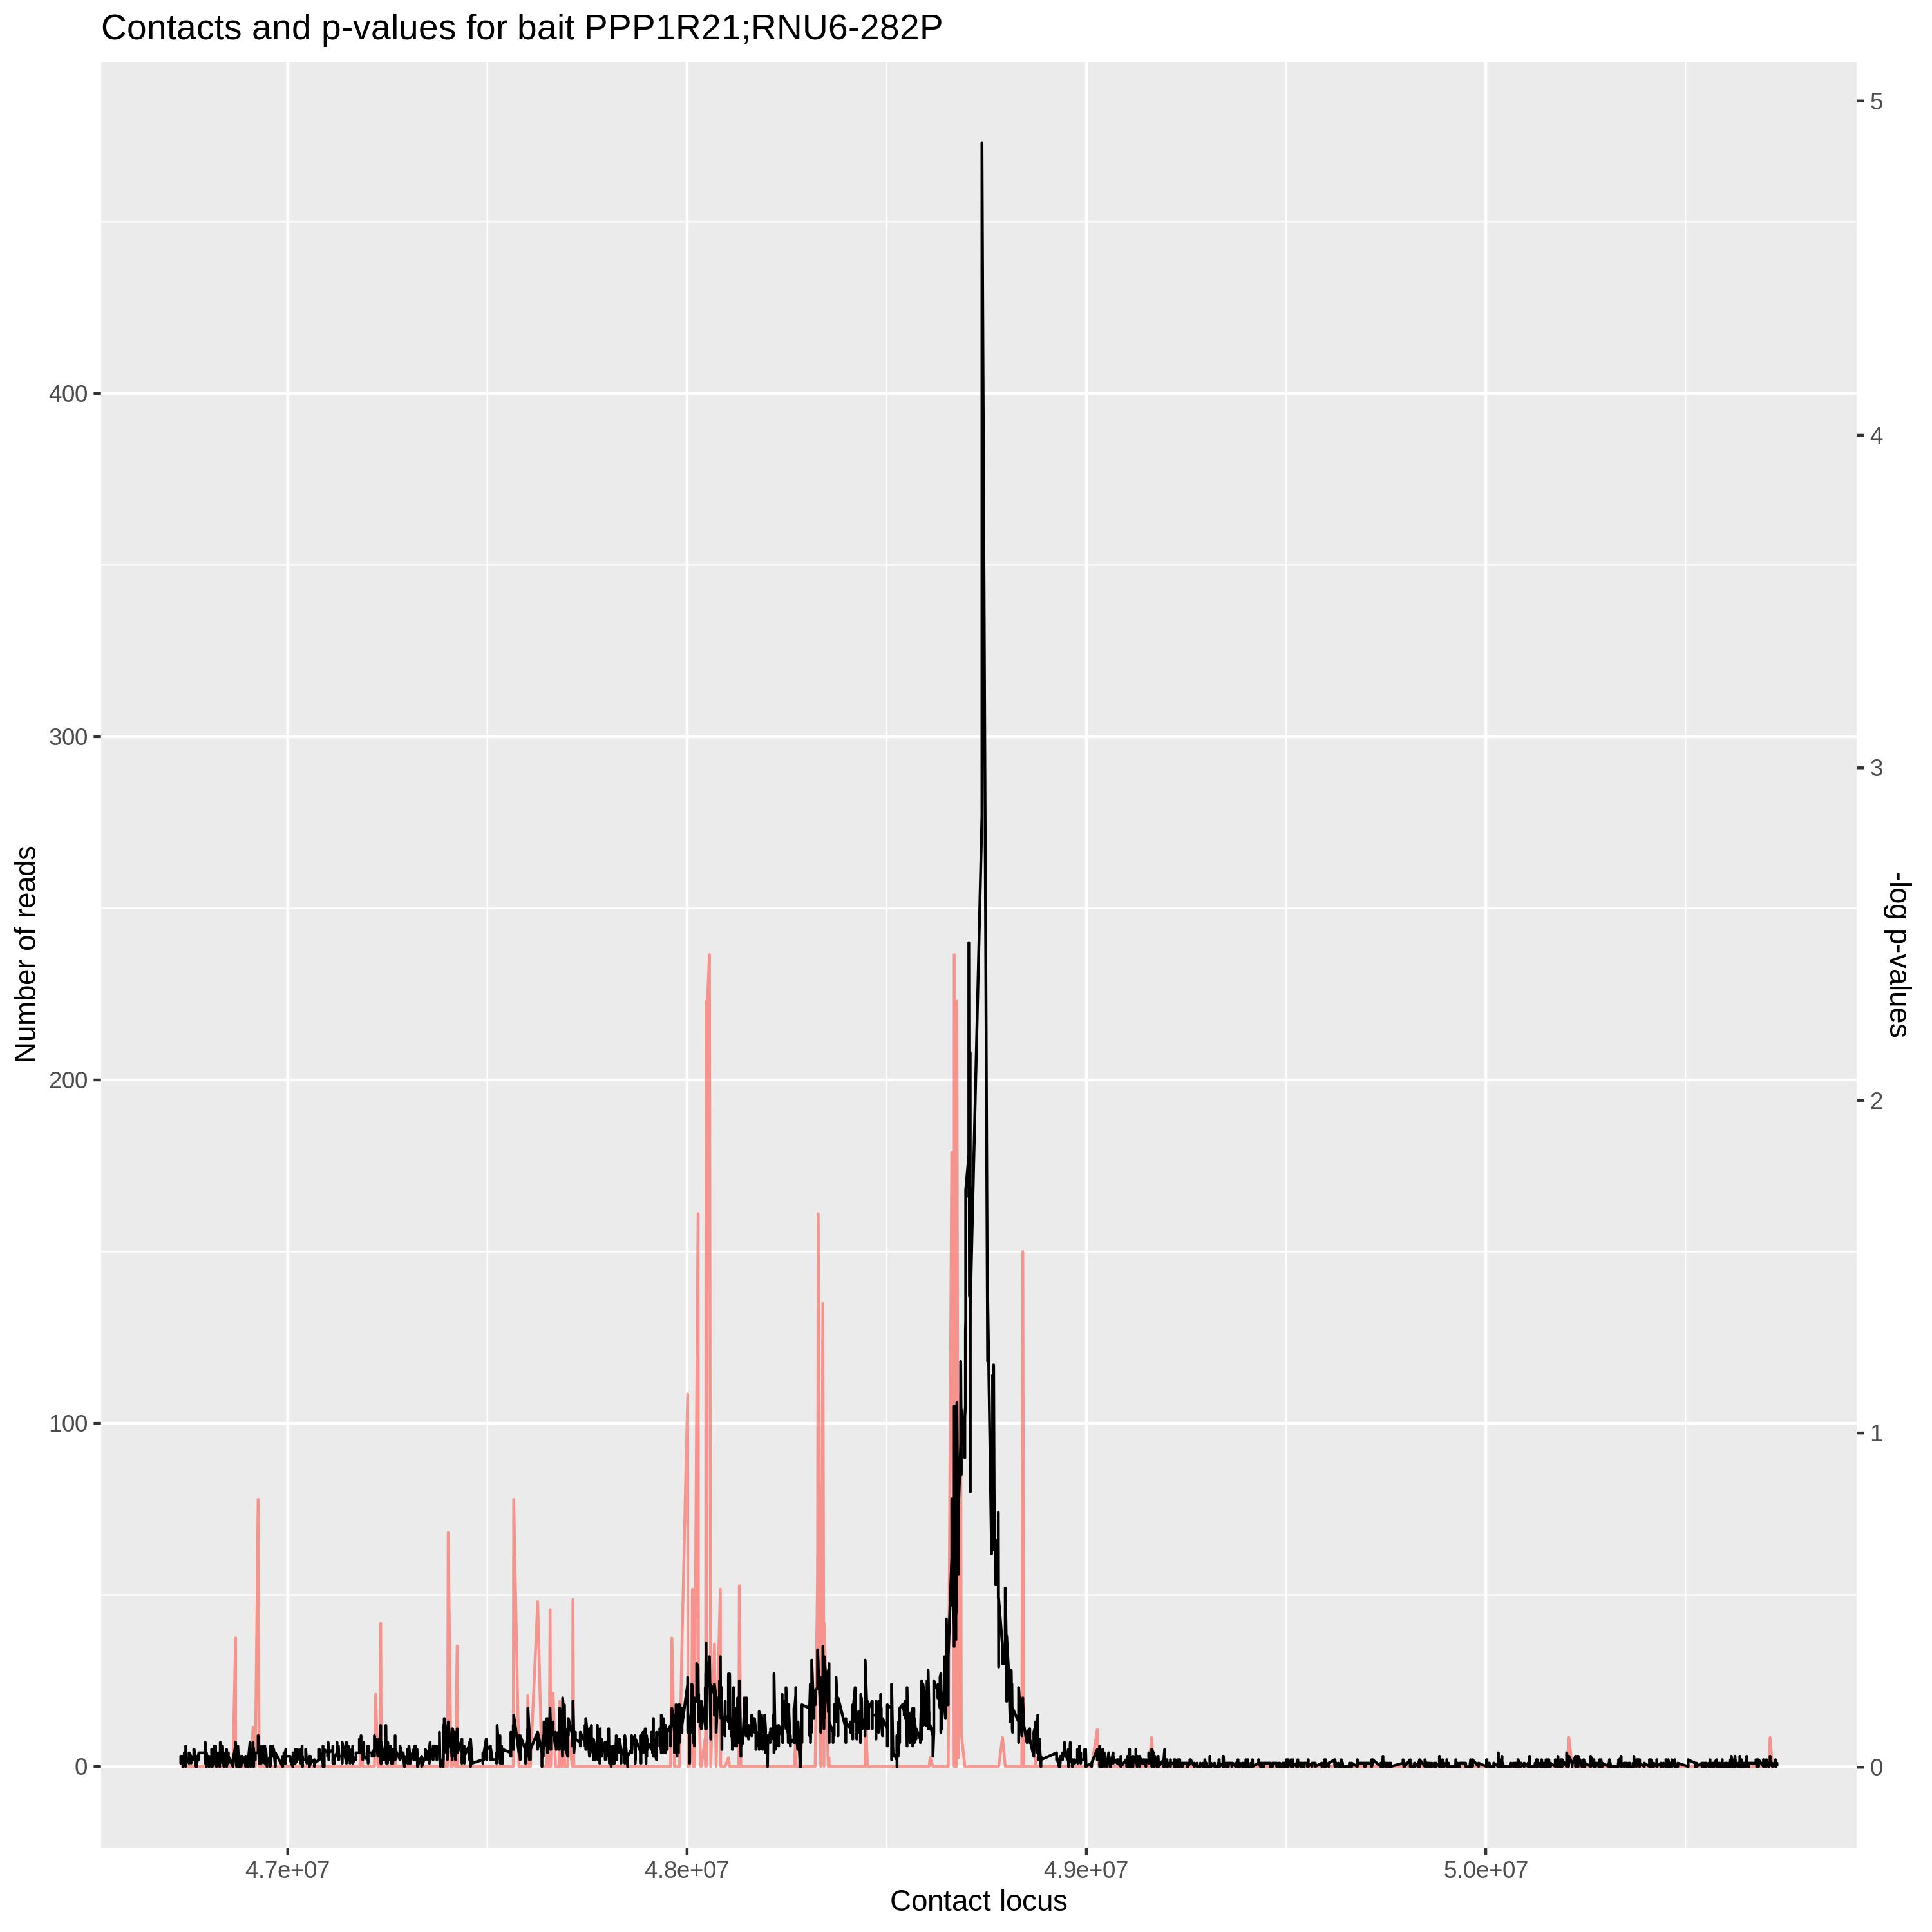 Contacts and p-values for bait PPP1R21;RNU6-282P
5
4
3
2
1
0
400
300
200
100
0
Number of reads
-log p-values
4.7e+07 4.8e+07 4.9e+07 5.0e+07
Contact locus